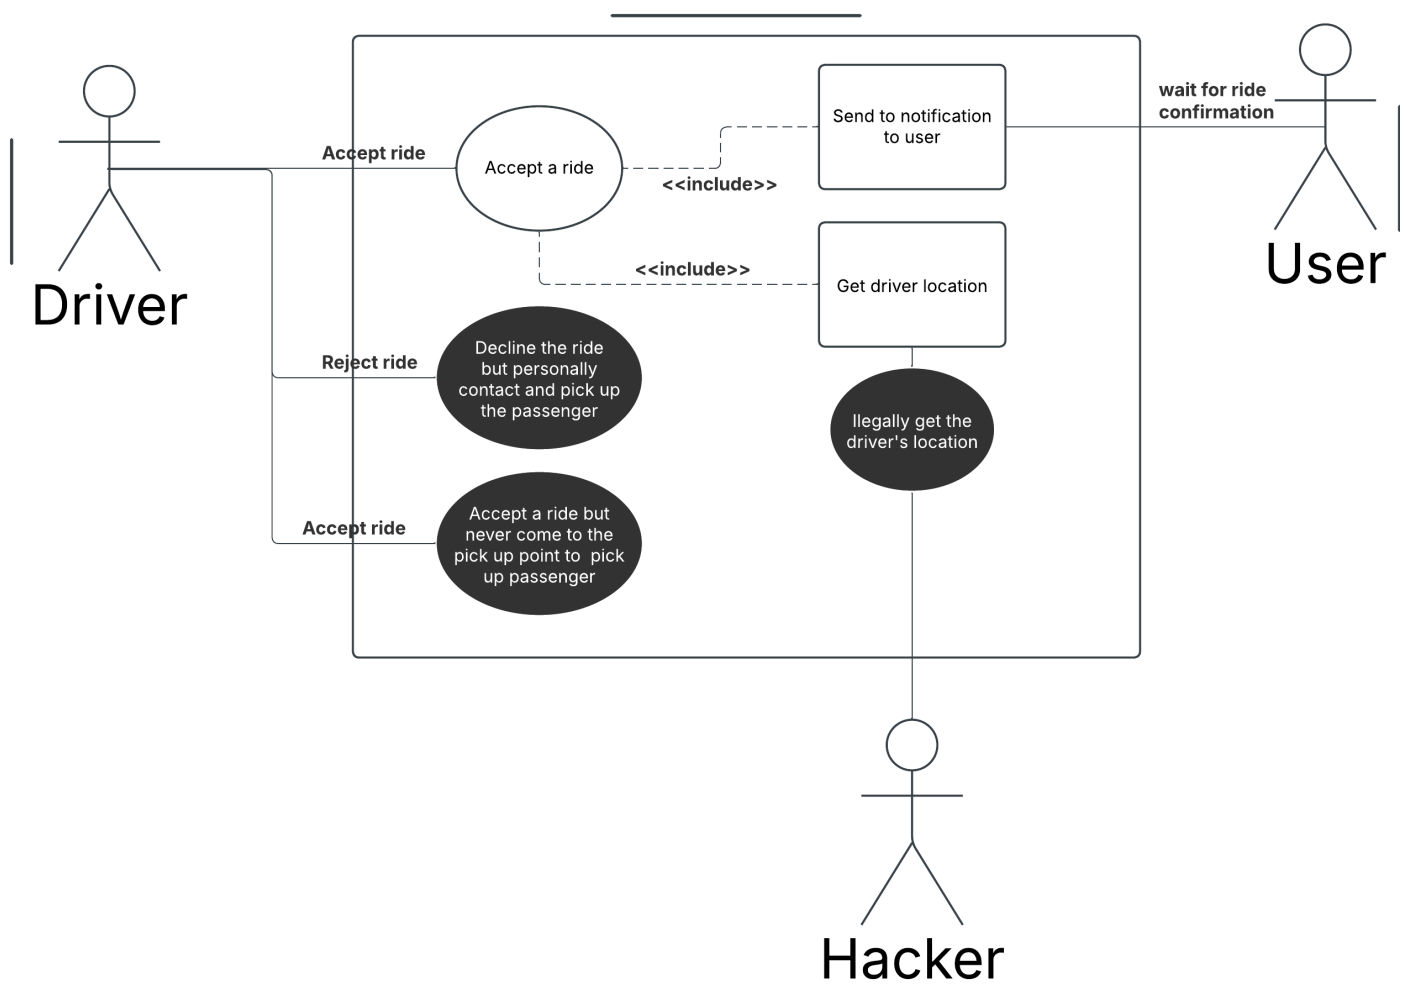 wait for ride
confirmation
Send to notification
to user
Accept ride
Accept a ride
<<include>>
User
<<include>>
Get driver location
Driver
Decline the ride
but personally
contact and pick up
the passenger
Reject ride
Ilegally get the
driver's location
Accept ride
Accept a ride but
never come to the
pick up point to  pick
up passenger
Hacker